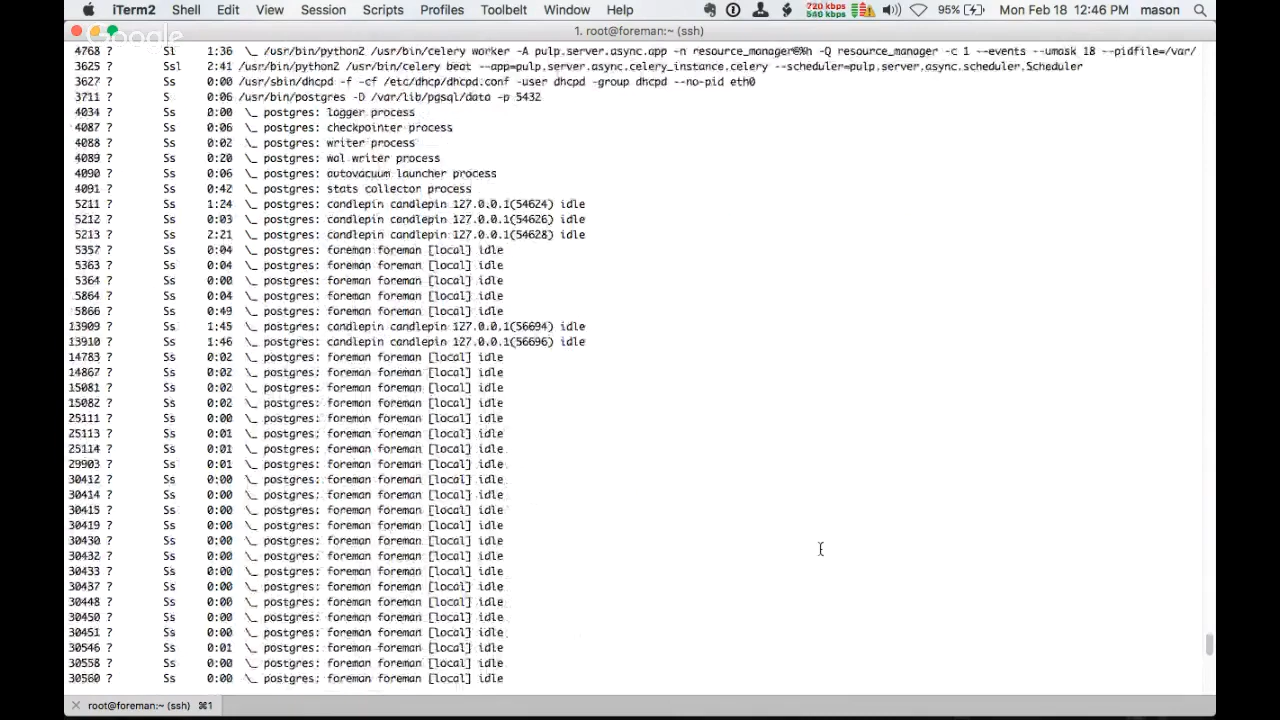 iTerm2 Shell Edit View Session Scripts Profiles Toolbelt Window Help 720 kbps 540 kbps 95% Mon Feb 18 12:46 PM mason
1. root@foreman:~ (ssh)
Google
4768 ? Sl 1:36 \_ /usr/bin/python2 /usr/bin/celery worker -A pulp.server.async.app -n resource_manager@%h -Q resource_manager -c 1 --events --umask 18 --pidfile=/var/
3625 ? Ssl 2:41 /usr/bin/python2 /usr/bin/celery beat --app=pulp.server.async.celery_instance.celery --scheduler=pulp.server.async.scheduler.Scheduler
3627 ? Ss 0:00 /usr/sbin/dhcpd -f -cf /etc/dhcp/dhcpd.conf -user dhcpd -group dhcpd --no-pid eth0
3711 ? S 0:06 /usr/bin/postgres -D /var/lib/pgsql/data -p 5432
4034 ? Ss 0:00 \_ postgres: logger process
4087 ? Ss 0:06 \_ postgres: checkpointer process
4088 ? Ss 0:02 \_ postgres: writer process
4089 ? Ss 0:20 \_ postgres: wal writer process
4090 ? Ss 0:06 \_ postgres: autovacuum launcher process
4091 ? Ss 0:42 \_ postgres: stats collector process
5211 ? Ss 1:24 \_ postgres: candlepin candlepin 127.0.0.1(54624) idle
5212 ? Ss 0:03 \_ postgres: candlepin candlepin 127.0.0.1(54626) idle
5213 ? Ss 2:21 \_ postgres: candlepin candlepin 127.0.0.1(54628) idle
5357 ? Ss 0:04 \_ postgres: foreman foreman [local] idle
5363 ? Ss 0:04 \_ postgres: foreman foreman [local] idle
5364 ? Ss 0:00 \_ postgres: foreman foreman [local] idle
5864 ? Ss 0:04 \_ postgres: foreman foreman [local] idle
5866 ? Ss 0:49 \_ postgres: foreman foreman [local] idle
13909 ? Ss 1:45 \_ postgres: candlepin candlepin 127.0.0.1(56694) idle
13910 ? Ss 1:46 \_ postgres: candlepin candlepin 127.0.0.1(56696) idle
14783 ? Ss 0:02 \_ postgres: foreman foreman [local] idle
14867 ? Ss 0:02 \_ postgres: foreman foreman [local] idle
15081 ? Ss 0:02 \_ postgres: foreman foreman [local] idle
15082 ? Ss 0:02 \_ postgres: foreman foreman [local] idle
25111 ? Ss 0:00 \_ postgres: foreman foreman [local] idle
25113 ? Ss 0:01 \_ postgres: foreman foreman [local] idle
25114 ? Ss 0:01 \_ postgres: foreman foreman [local] idle
29903 ? Ss 0:01 \_ postgres: foreman foreman [local] idle
30412 ? Ss 0:00 \_ postgres: foreman foreman [local] idle
30414 ? Ss 0:00 \_ postgres: foreman foreman [local] idle
30415 ? Ss 0:00 \_ postgres: foreman foreman [local] idle
30419 ? Ss 0:00 \_ postgres: foreman foreman [local] idle
30430 ? Ss 0:00 \_ postgres: foreman foreman [local] idle
30432 ? Ss 0:00 \_ postgres: foreman foreman [local] idle
30433 ? Ss 0:00 \_ postgres: foreman foreman [local] idle
30437 ? Ss 0:00 \_ postgres: foreman foreman [local] idle
30448 ? Ss 0:00 \_ postgres: foreman foreman [local] idle
30450 ? Ss 0:00 \_ postgres: foreman foreman [local] idle
30451 ? Ss 0:00 \_ postgres: foreman foreman [local] idle
30546 ? Ss 0:01 \_ postgres: foreman foreman [local] idle
30558 ? Ss 0:00 \_ postgres: foreman foreman [local] idle
30560 ? Ss 0:00 \_ postgres: foreman foreman [local] idle
root@foreman:~ (ssh) ⌘1